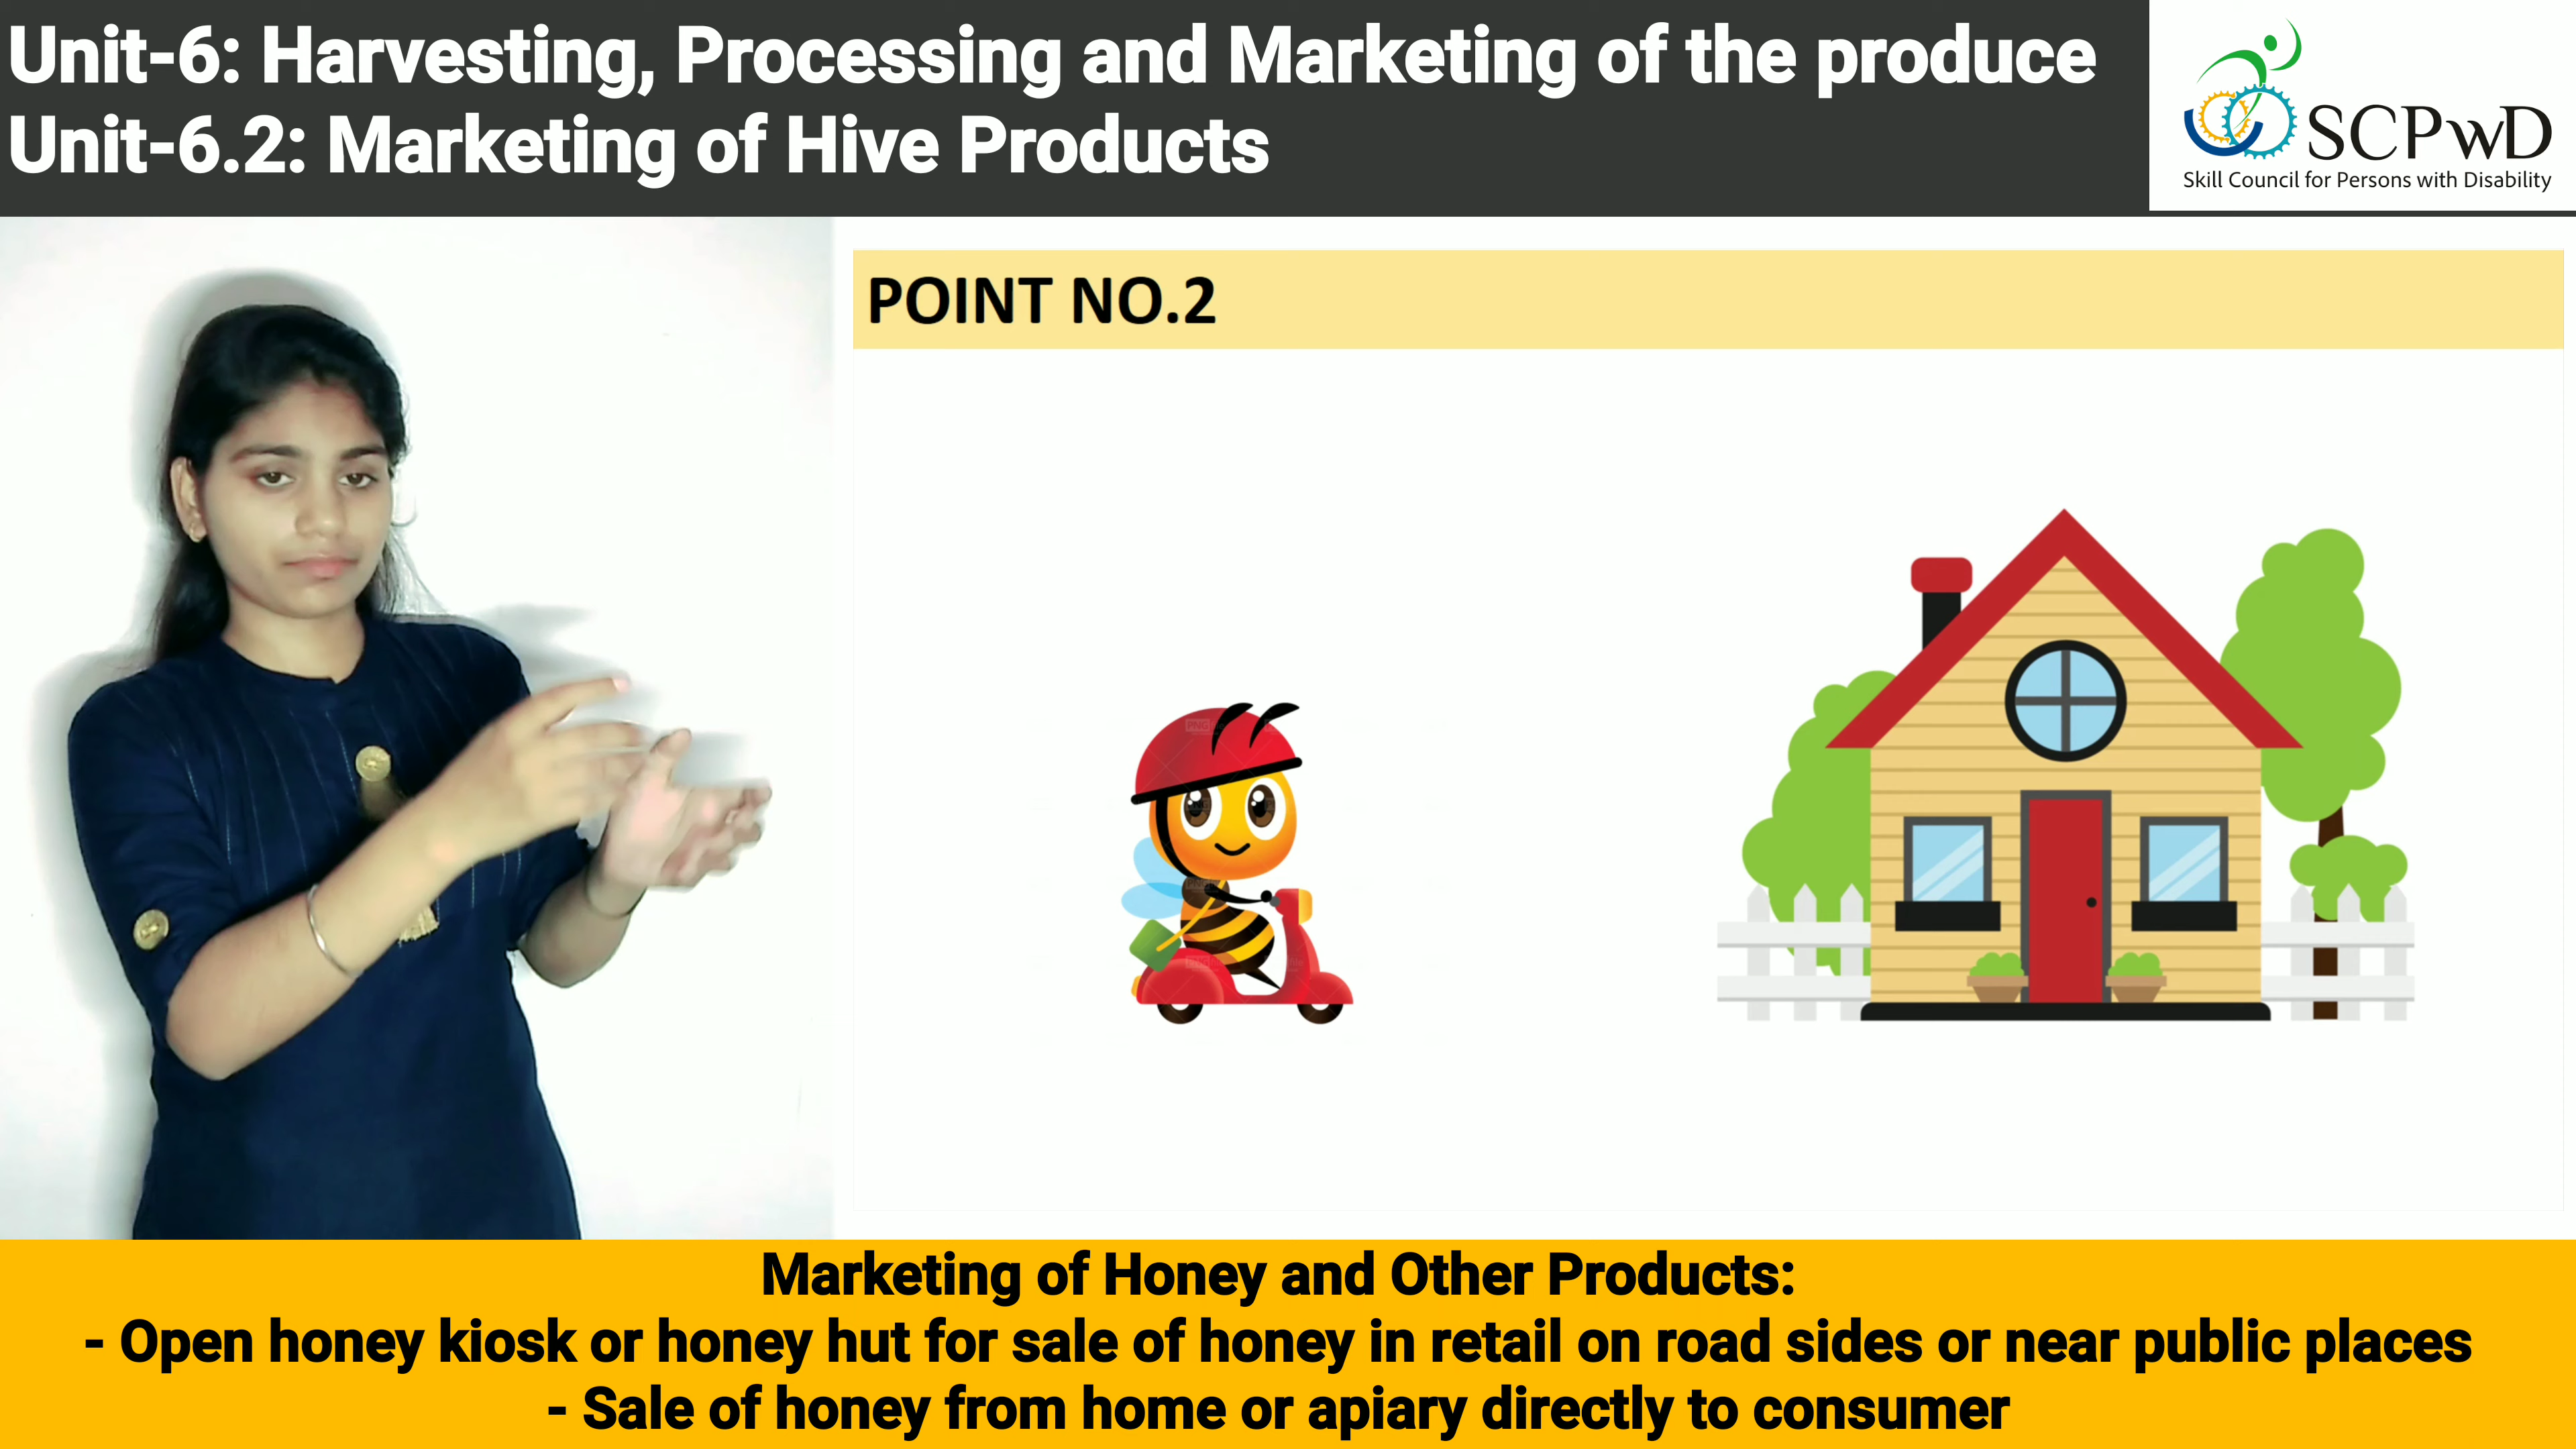 Unit-6: Harvesting, Processing and Marketing of the produce
Unit-6.2: Marketing of Hive Products
SCPwD
Skill Council for Persons with Disability
POINT NO.2
Marketing of Honey and Other Products:
- Open honey kiosk or honey hut for sale of honey in retail on road sides or near public places
- Sale of honey from home or apiary directly to consumer